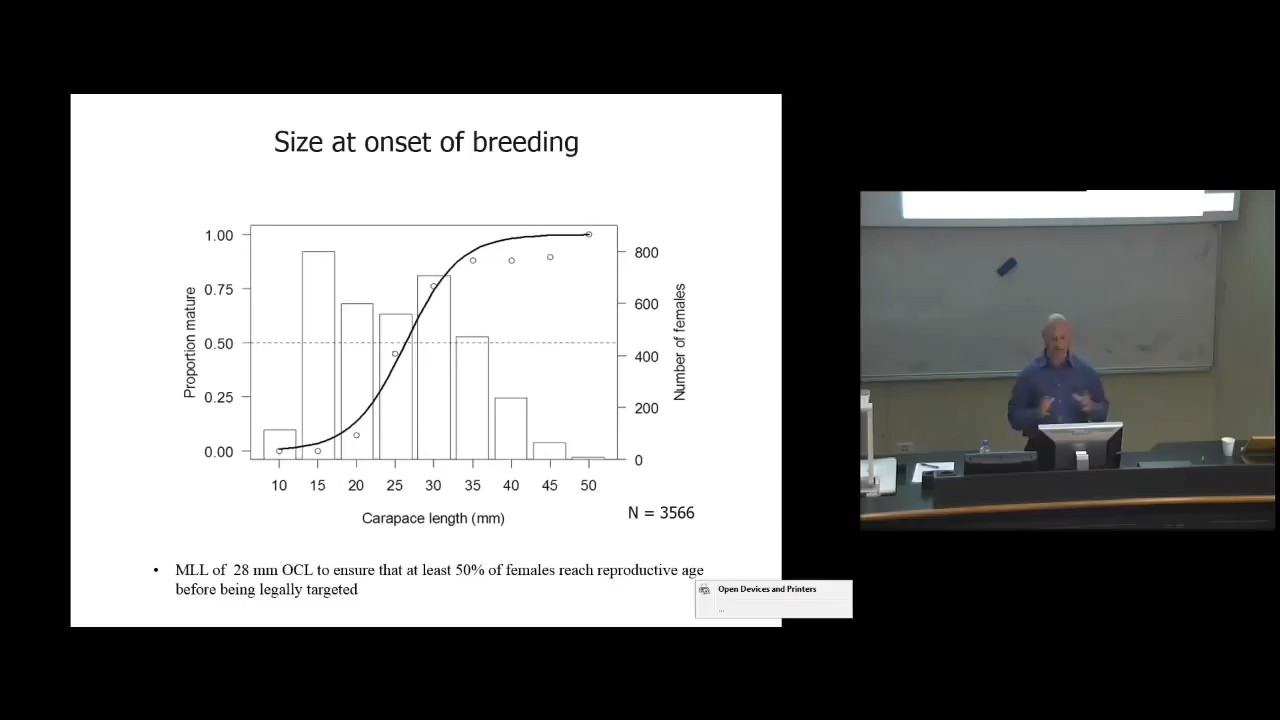 Size at onset of breeding
1.00
0.75
0.50
0.25
0.00
Proportion mature
800
600
400
200
0
Number of females
10 15 20 25 30 35 40 45 50
Carapace length (mm)
N = 3566
• MLL of 28 mm OCL to ensure that at least 50% of females reach reproductive age
before being legally targeted
Open Devices and Printers
...